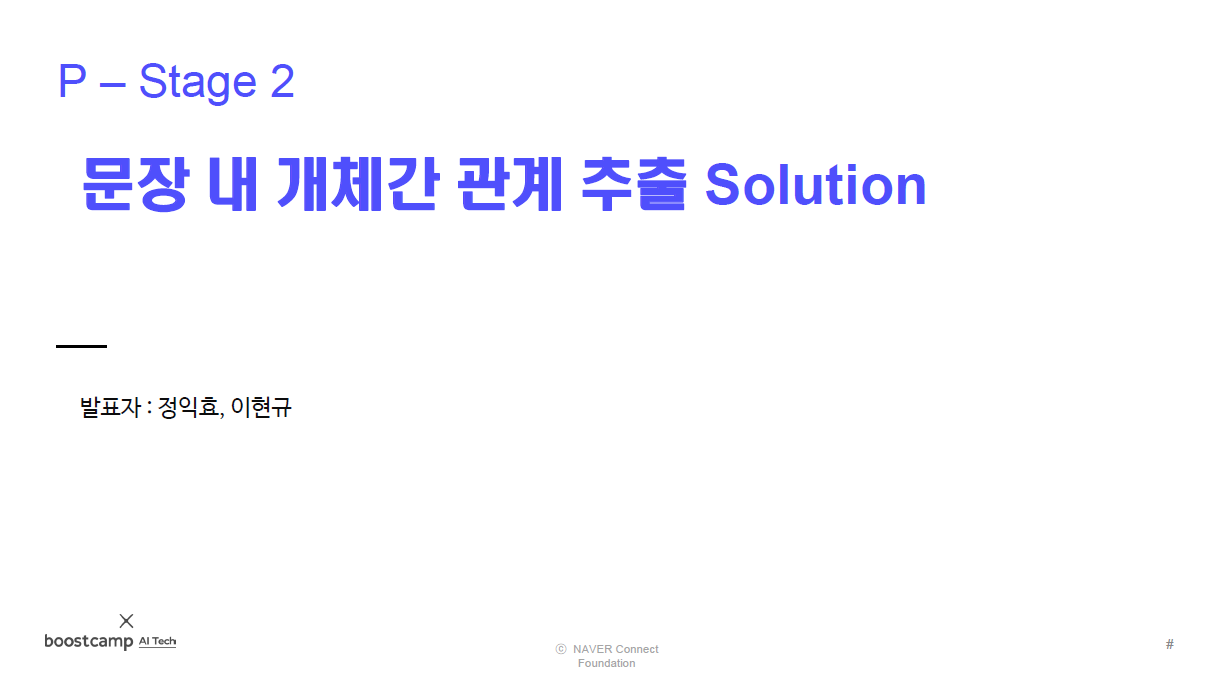 P – Stage 2
문장 내 개체간 관계 추출 Solution
발표자 : 정익효, 이현규
boostcamp AI Tech
ⓒ NAVER Connect
Foundation
#